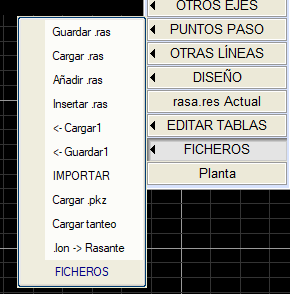 Guardar .ras
Cargar .ras
Añadir .ras
Insertar .ras
<- Cargar1
<- Guardar1
IMPORTAR
Cargar .pkz
Cargar tanteo
.lon -> Rasante
FICHEROS
OTROS EJES
PUNTOS PASO
OTRAS LÍNEAS
DISEÑO
rasa.res Actual
EDITAR TABLAS
FICHEROS
Planta